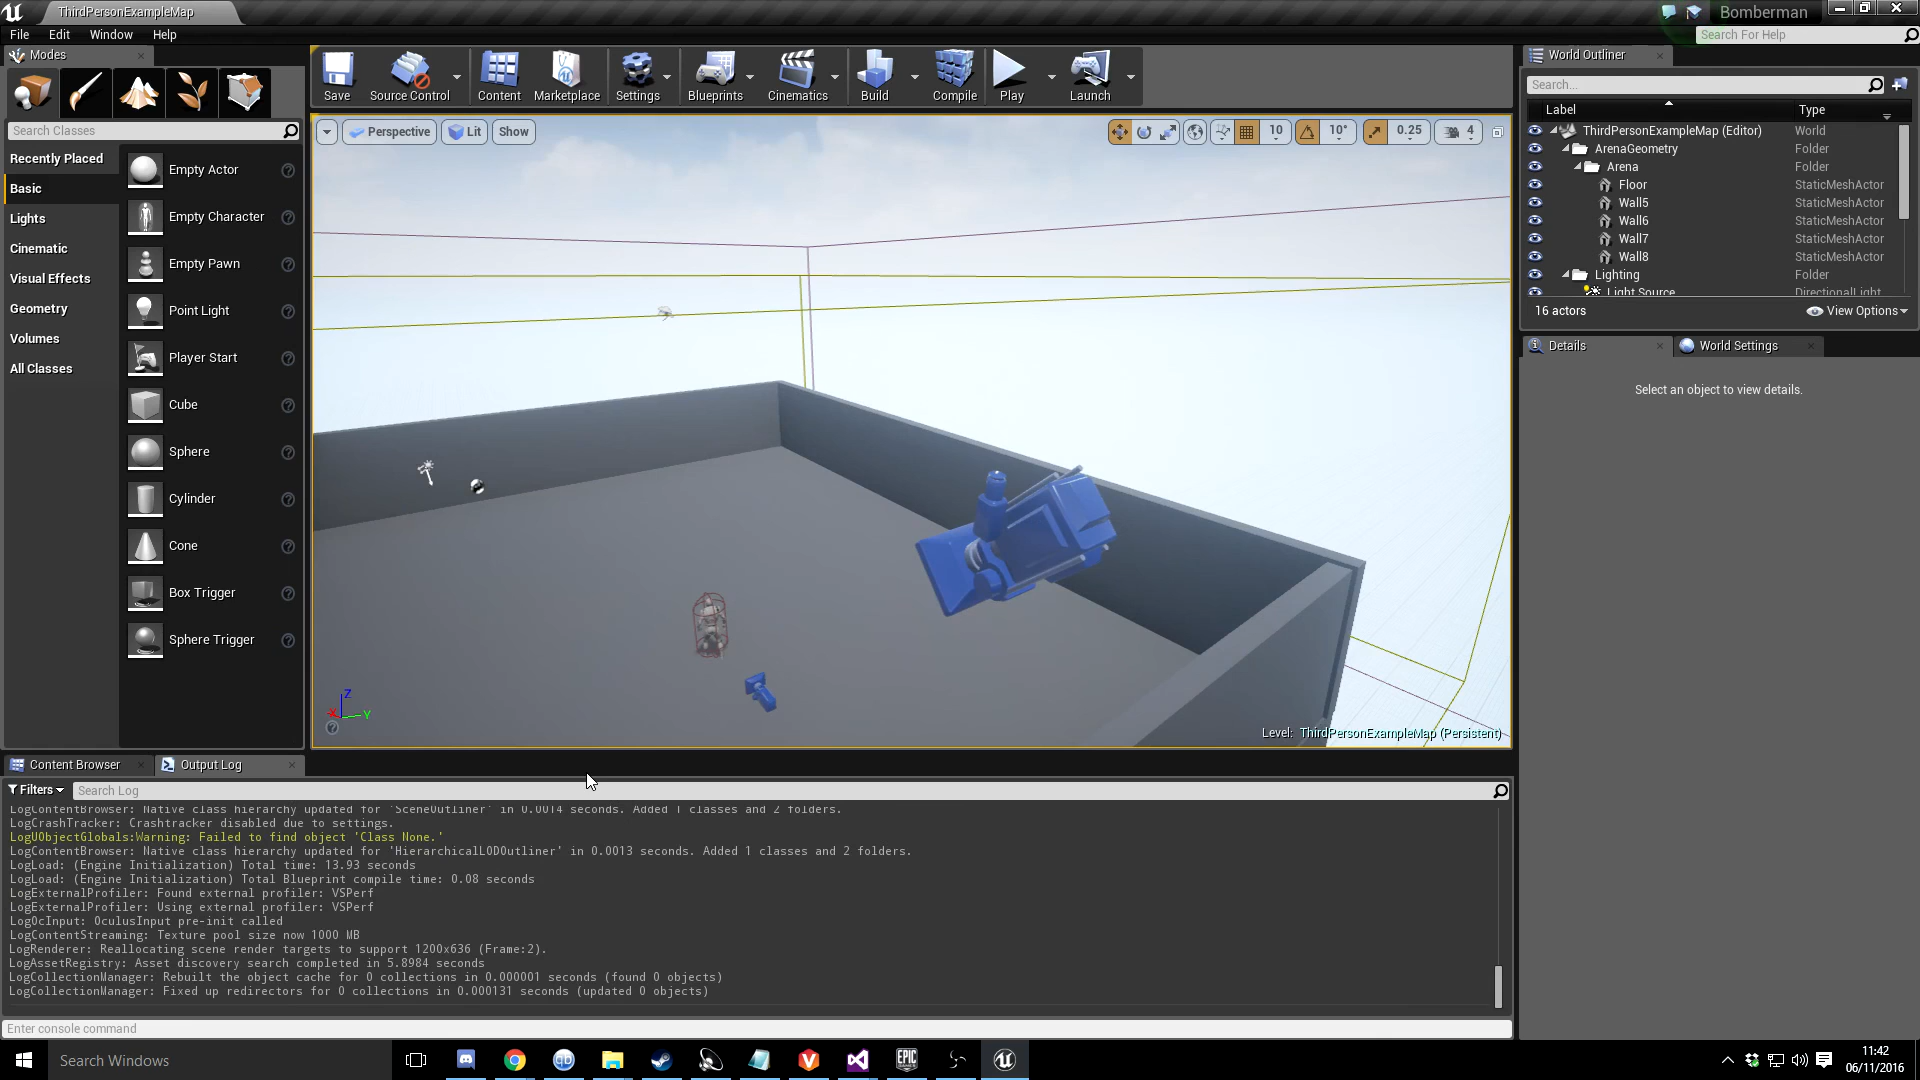 ThirdPersonExampleMap
Bomberman
File Edit Window Help
Search For Help
Modes
Save
Source Control
Content
Marketplace
Settings
Blueprints
Cinematics
Build
Compile
Play
Launch
Search Classes
Recently Placed
Basic
Lights
Cinematic
Visual Effects
Geometry
Volumes
All Classes
Empty Actor
Empty Character
Empty Pawn
Point Light
Player Start
Cube
Sphere
Cylinder
Cone
Box Trigger
Sphere Trigger
Perspective
Lit
Show
10
10°
0.25
4
Z
X
Y
Level: ThirdPersonExampleMap (Persistent)
World Outliner
Search...
Label Type
ThirdPersonExampleMap (Editor) World
ArenaGeometry Folder
Arena Folder
Floor StaticMeshActor
Wall5 StaticMeshActor
Wall6 StaticMeshActor
Wall7 StaticMeshActor
Wall8 StaticMeshActor
Lighting Folder
Light Source DirectionalLight
16 actors View Options
Details
World Settings
Select an object to view details.
Content Browser
Output Log
Filters
Search Log
LogContentBrowser: Native class hierarchy updated for 'SceneOutliner' in 0.0014 seconds. Added 1 classes and 2 folders.
LogCrashTracker: Crashtracker disabled due to settings.
LogUObjectGlobals:Warning: Failed to find object 'Class None.'
LogContentBrowser: Native class hierarchy updated for 'HierarchicalLODOutliner' in 0.0013 seconds. Added 1 classes and 2 folders.
LogLoad: (Engine Initialization) Total time: 13.93 seconds
LogLoad: (Engine Initialization) Total Blueprint compile time: 0.08 seconds
LogExternalProfiler: Found external profiler: VSPerf
LogExternalProfiler: Using external profiler: VSPerf
LogOcInput: OculusInput pre-init called
LogContentStreaming: Texture pool size now 1000 MB
LogRenderer: Reallocating scene render targets to support 1200x636 (Frame:2).
LogAssetRegistry: Asset discovery search completed in 5.8984 seconds
LogCollectionManager: Rebuilt the object cache for 0 collections in 0.000001 seconds (found 0 objects)
LogCollectionManager: Fixed up redirectors for 0 collections in 0.000131 seconds (updated 0 objects)
Enter console command
Search Windows
EPIC
11:42
06/11/2016